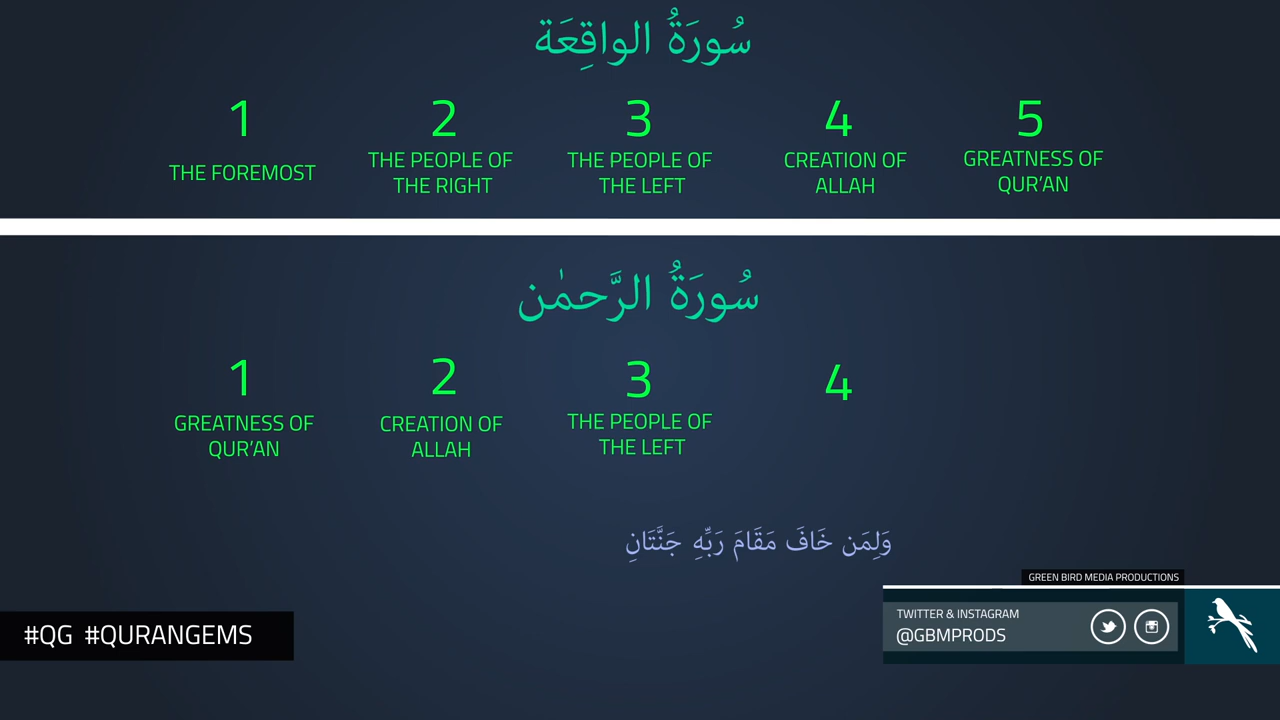 سُورَةُ الواقِعَة
1
THE FOREMOST
2
THE PEOPLE OF
THE RIGHT
3
THE PEOPLE OF
THE LEFT
4
CREATION OF
ALLAH
5
GREATNESS OF
QUR’AN
سُورَةُ الرَّحمٰن
1
GREATNESS OF
QUR’AN
2
CREATION OF
ALLAH
3
THE PEOPLE OF
THE LEFT
4
وَلِمَن خَافَ مَقَامَ رَبِّهِ جَنَّتَانِ
GREEN BIRD MEDIA PRODUCTIONS
TWITTER & INSTAGRAM
@GBMPRODS
#QG #QURANGEMS